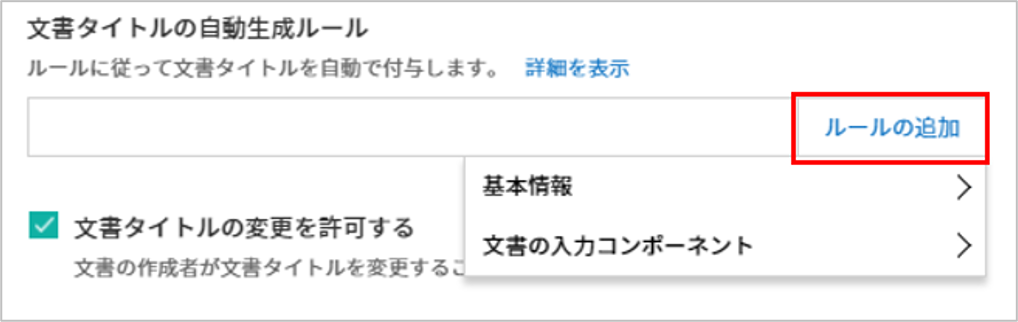 文書タイトルの自動生成ルール
ルールに従って文書タイトルを自動で付与します。 詳細を表示
ルールの追加
基本情報
文書の入力コンポーネント
文書タイトルの変更を許可する
文書の作成者が文書タイトルを変更するこ